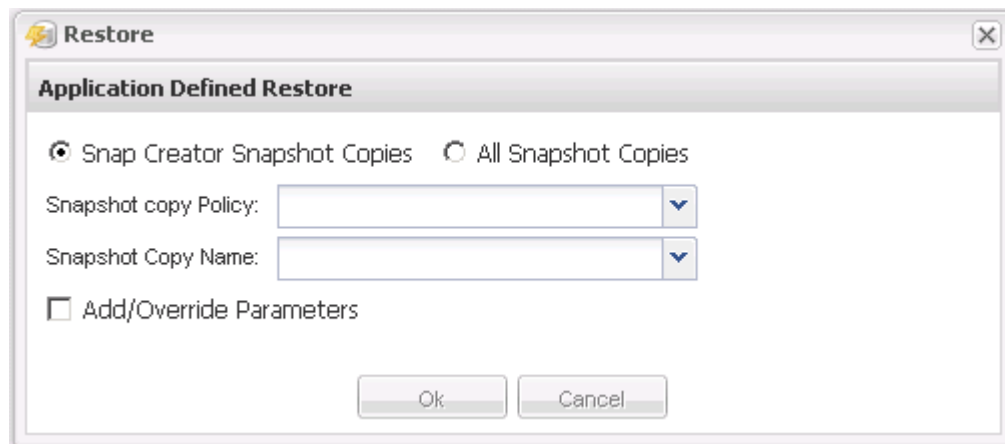 Restore
Application Defined Restore
Snap Creator Snapshot Copies All Snapshot Copies
Snapshot copy Policy:
Snapshot Copy Name:
Add/Override Parameters
Ok Cancel